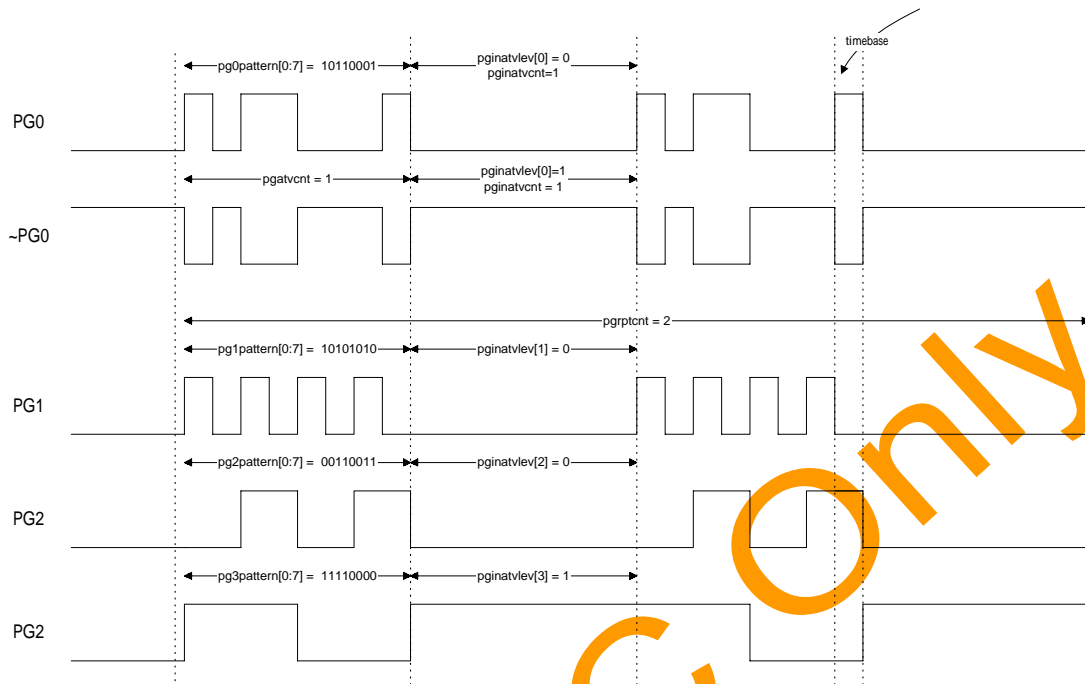 timebase
pg0pattern[0:7] = 10110001
pginatvlev[0] = 0
pginatvcnt=1
PG0
pgatvcnt = 1
pginatvlev[0]=1
pginatvcnt = 1
~PG0
pgrptcnt = 2
pg1pattern[0:7] = 10101010
pginatvlev[1] = 0
PG1
pg2pattern[0:7] = 00110011
pginatvlev[2] = 0
PG2
pg3pattern[0:7] = 11110000
pginatvlev[3] = 1
PG2
C Only